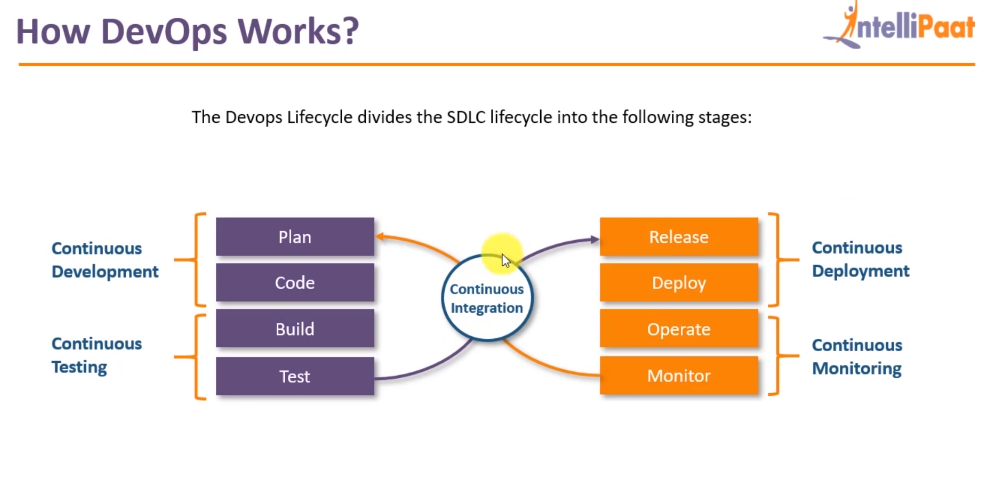 How DevOps Works?
IntelliPaat
The Devops Lifecycle divides the SDLC lifecycle into the following stages:
Continuous
Development
Plan
Code
Continuous
Testing
Build
Test
Continuous
Integration
Release
Deploy
Continuous
Deployment
Operate
Monitor
Continuous
Monitoring